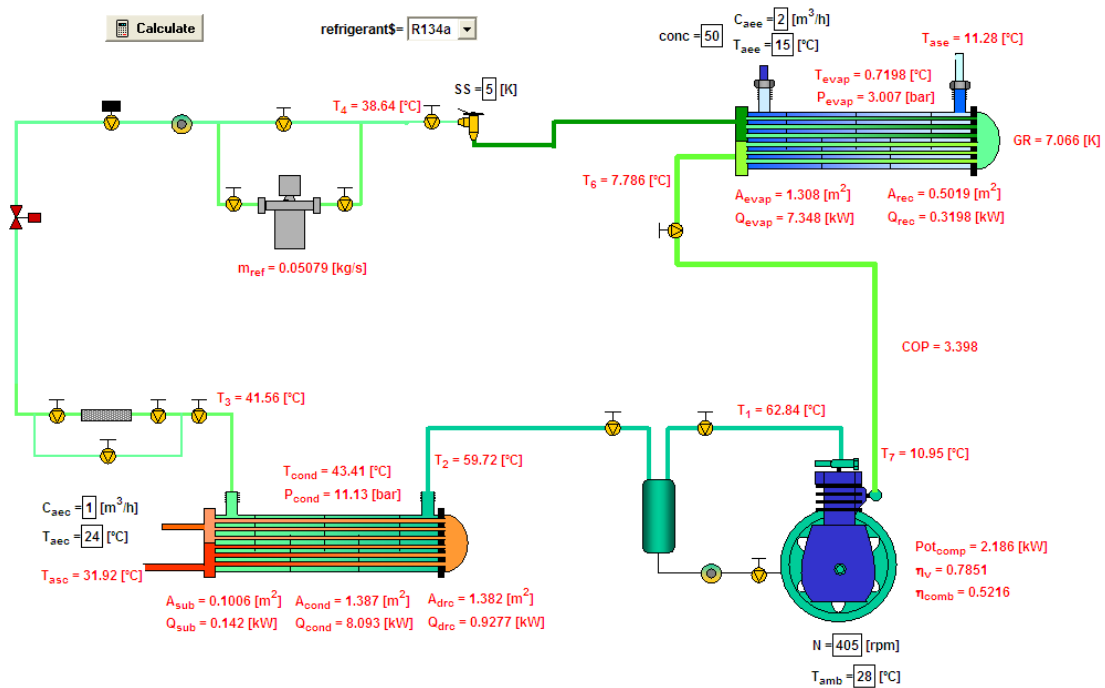 Calculate
refrigerant$= R134a
conc = 50
C_aee = 2 [m³/h]
T_aee = 15 [°C]
T_ase = 11.28 [°C]
T_evap = 0.7198 [°C]
P_evap = 3.007 [bar]
SS = 5 [K]
T_4 = 38.64 [°C]
GR = 7.066 [K]
T_6 = 7.786 [°C]
A_evap = 1.308 [m²]
A_rec = 0.5019 [m²]
Q_evap = 7.348 [kW]
Q_rec = 0.3198 [kW]
m_ref = 0.05079 [kg/s]
COP = 3.398
T_3 = 41.56 [°C]
T_1 = 62.84 [°C]
T_2 = 59.72 [°C]
T_7 = 10.95 [°C]
T_cond = 43.41 [°C]
P_cond = 11.13 [bar]
C_aec = 1 [m³/h]
T_aec = 24 [°C]
T_asc = 31.92 [°C]
Pot_comp = 2.186 [kW]
η_v = 0.7851
η_comb = 0.5216
A_sub = 0.1006 [m²]
A_cond = 1.387 [m²]
A_drc = 1.382 [m²]
Q_sub = 0.142 [kW]
Q_cond = 8.093 [kW]
Q_drc = 0.9277 [kW]
N = 405 [rpm]
T_amb = 28 [°C]